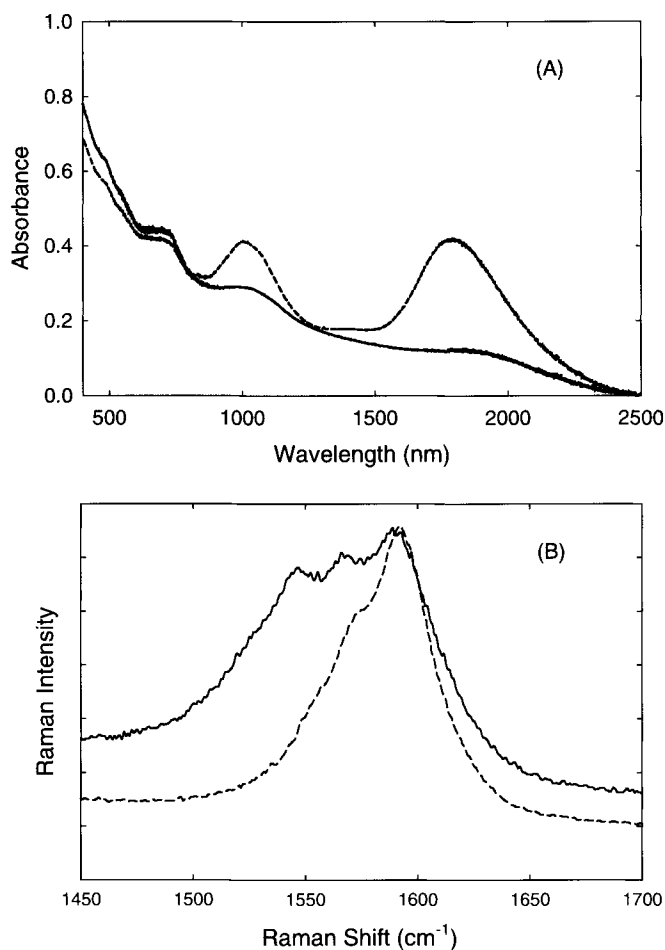 1.0
(A)
0.8
0.6
0.4
0.2
0.0
Absorbance
500 1000 1500 2000 2500
Wavelength (nm)
(B)
Raman Intensity
1450 1500 1550 1600 1650 1700
Raman Shift (cm⁻¹)